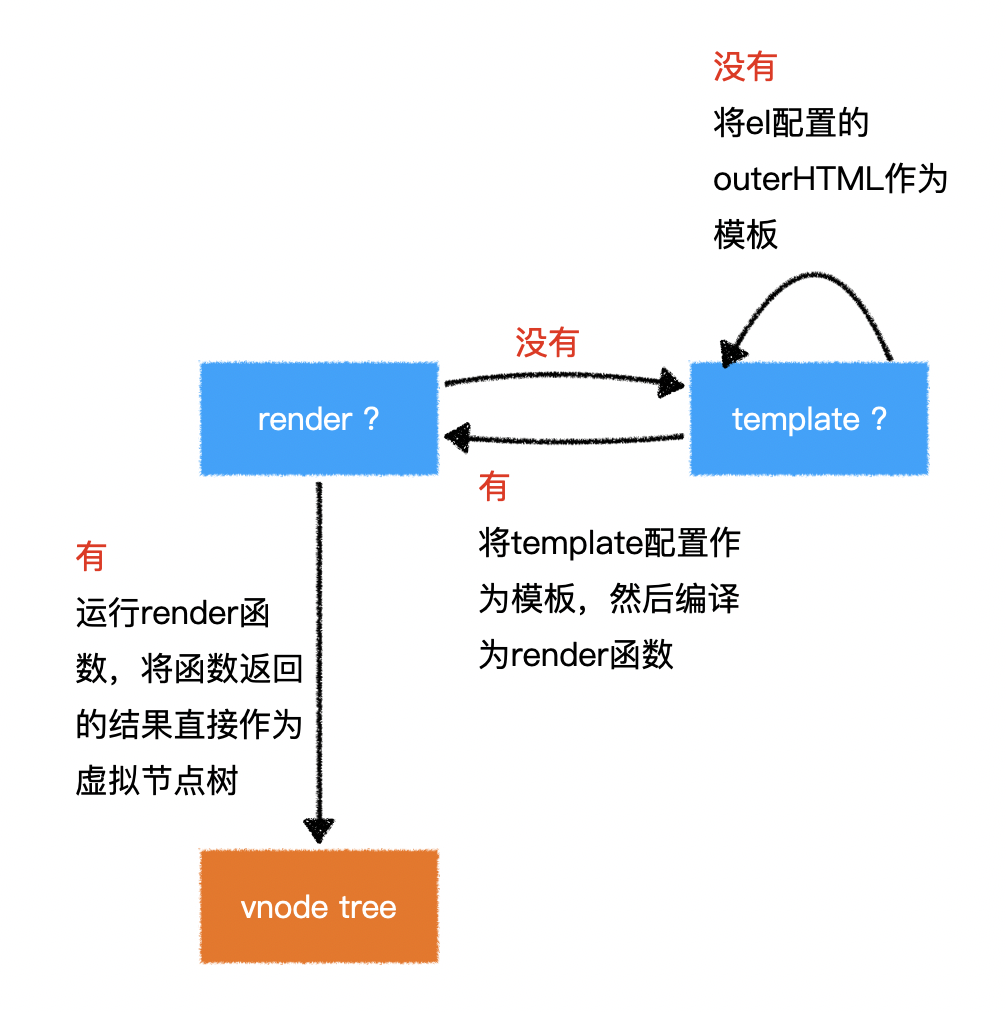 没有
将el配置的
outerHTML作为
模板
没有
render ?
template ?
有
将template配置作
为模板，然后编译
为render函数
有
运行render函
数，将函数返回
的结果直接作为
虚拟节点树
vnode tree